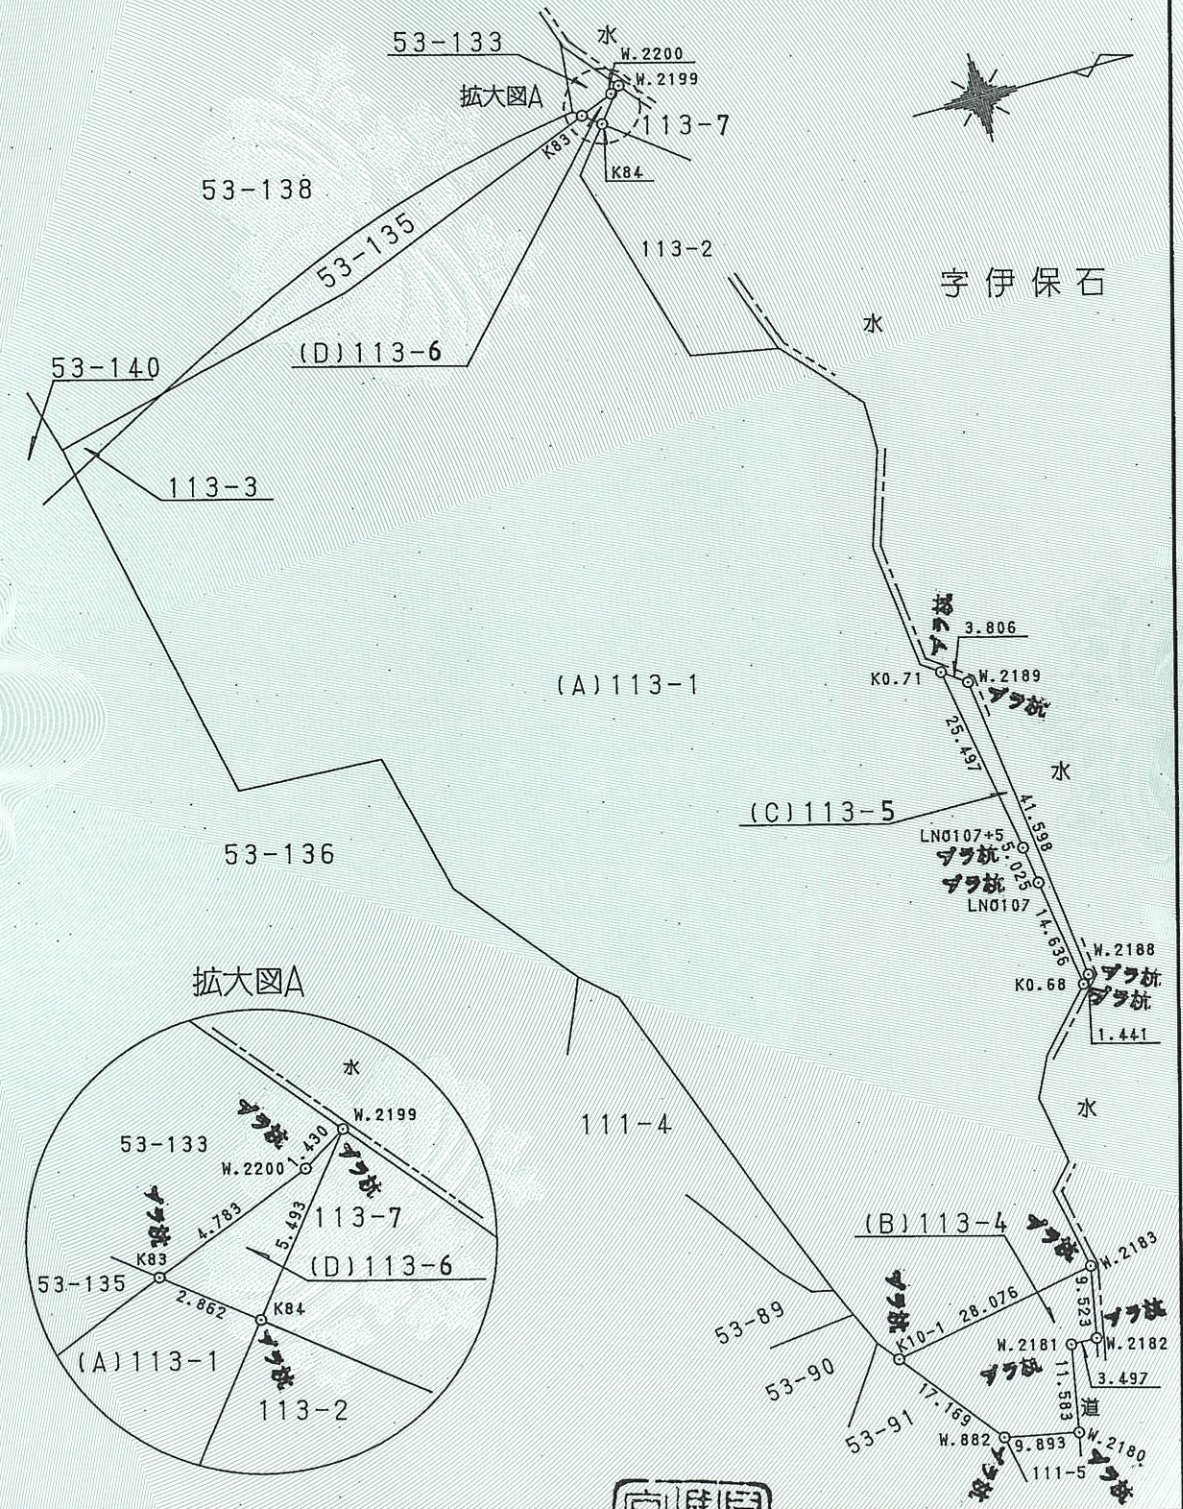 53-133
水
W.2200
W.2199
拡大図A
113-7
K83
K84
53-138
53-135
113-2
字伊保石
水
(D)113-6
53-140
113-3
プラ杭
3.806
(A)113-1
K0.71
W.2189
プラ杭
25.497
水
(C)113-5
41.598
LN0107+5
プラ杭
5.025
プラ杭
LN0107
53-136
14.636
W.2188
プラ杭
K0.68
プラ杭
1.441
拡大図A
水
プラ杭
W.2199
53-133
1.430
W.2200
プラ杭
プラ杭
4.783
5.493
113-7
K83
(D)113-6
53-135
2.862
K84
(A)113-1
プラ杭
113-2
111-4
水
(B)113-4
プラ杭
W.2183
プラ杭
28.076
9.523
53-89
K10-1
プラ杭
W.2181
W.2182
プラ杭
3.497
53-90
11.583
17.169
道
53-91
W.882
9.893
W.2180
プラ杭
111-5
プラ杭